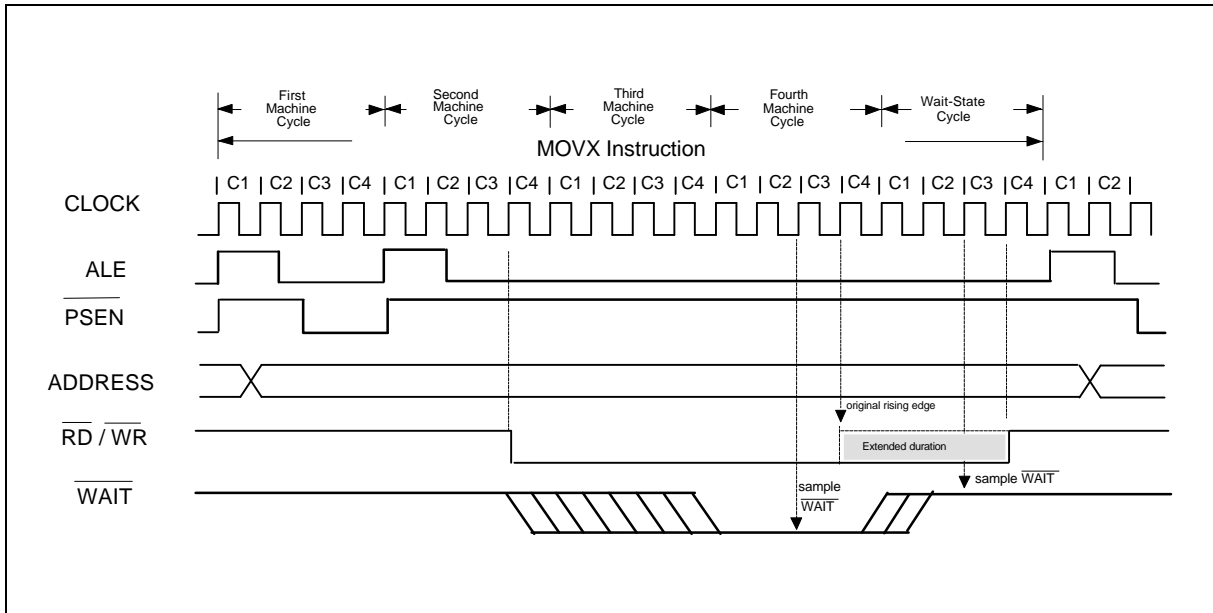 First Machine Cycle
Second Machine Cycle
Third Machine Cycle
Fourth Machine Cycle
Wait-State Cycle
MOVX Instruction
CLOCK
C1 C2 C3 C4 C1 C2 C3 C4 C1 C2 C3 C4 C1 C2 C3 C4 C1 C2 C3 C4 C1 C2
ALE
PSEN
ADDRESS
original rising edge
RD / WR
Extended duration
WAIT
sample WAIT
sample WAIT